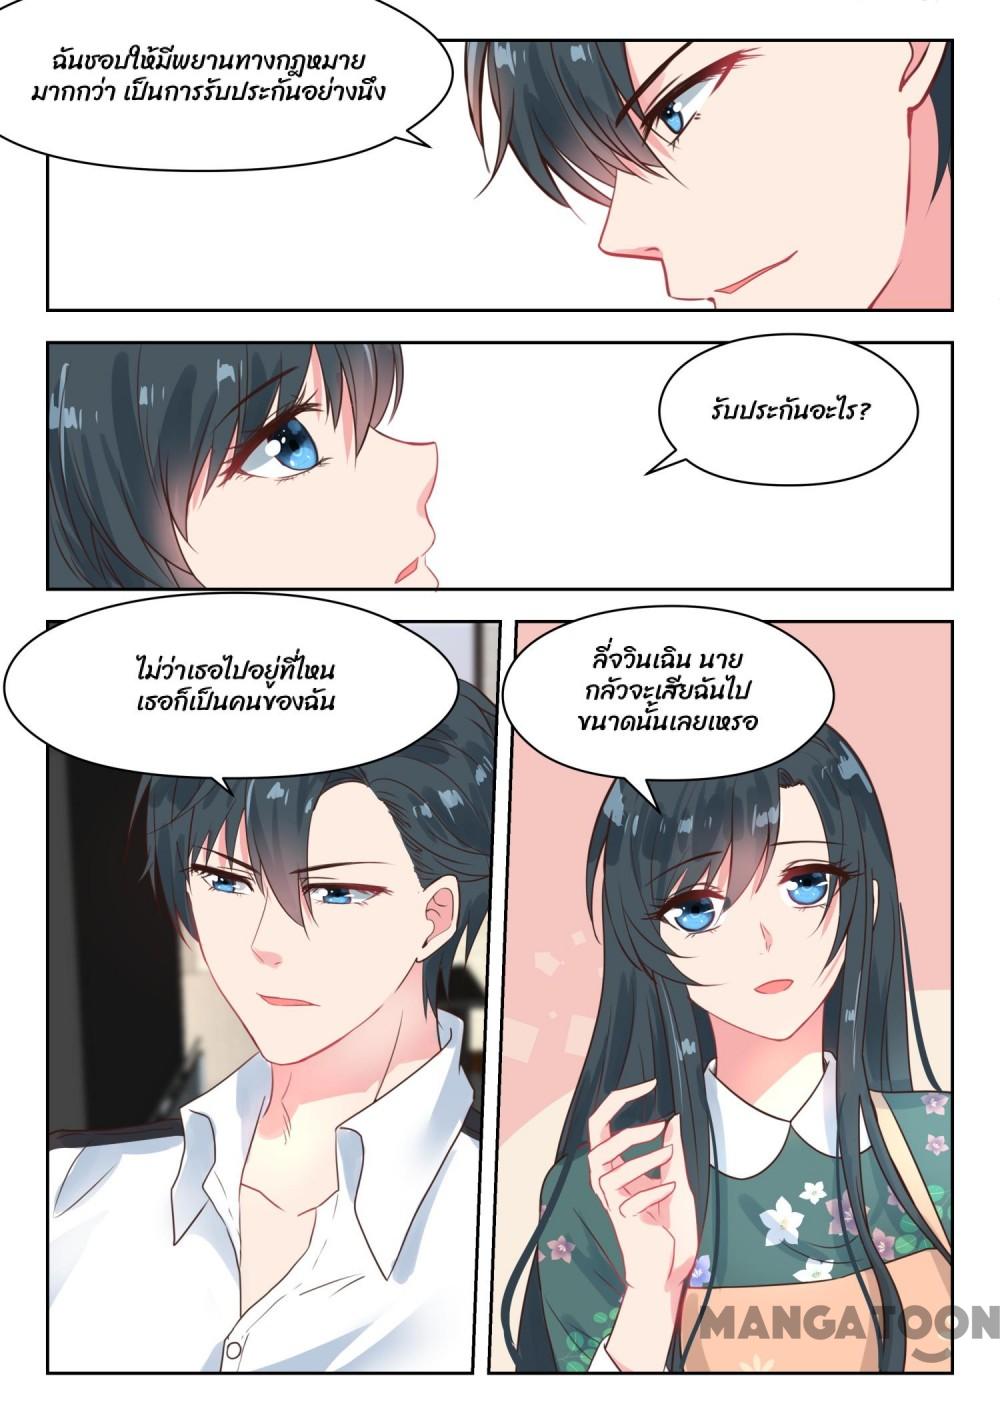 ฉันชอบให้มีพยานทางกฎหมาย
มากกว่า เป็นการรับประกันอย่างนึง
รับประกันอะไร?
ไม่ว่าเธอไปอยู่ที่ไหน
เธอก็เป็นคนของฉัน
ลี่จวินเฉิน นาย
กลัวจะเสียฉันไป
ขนาดนั้นเลยเหรอ
MANGATOON